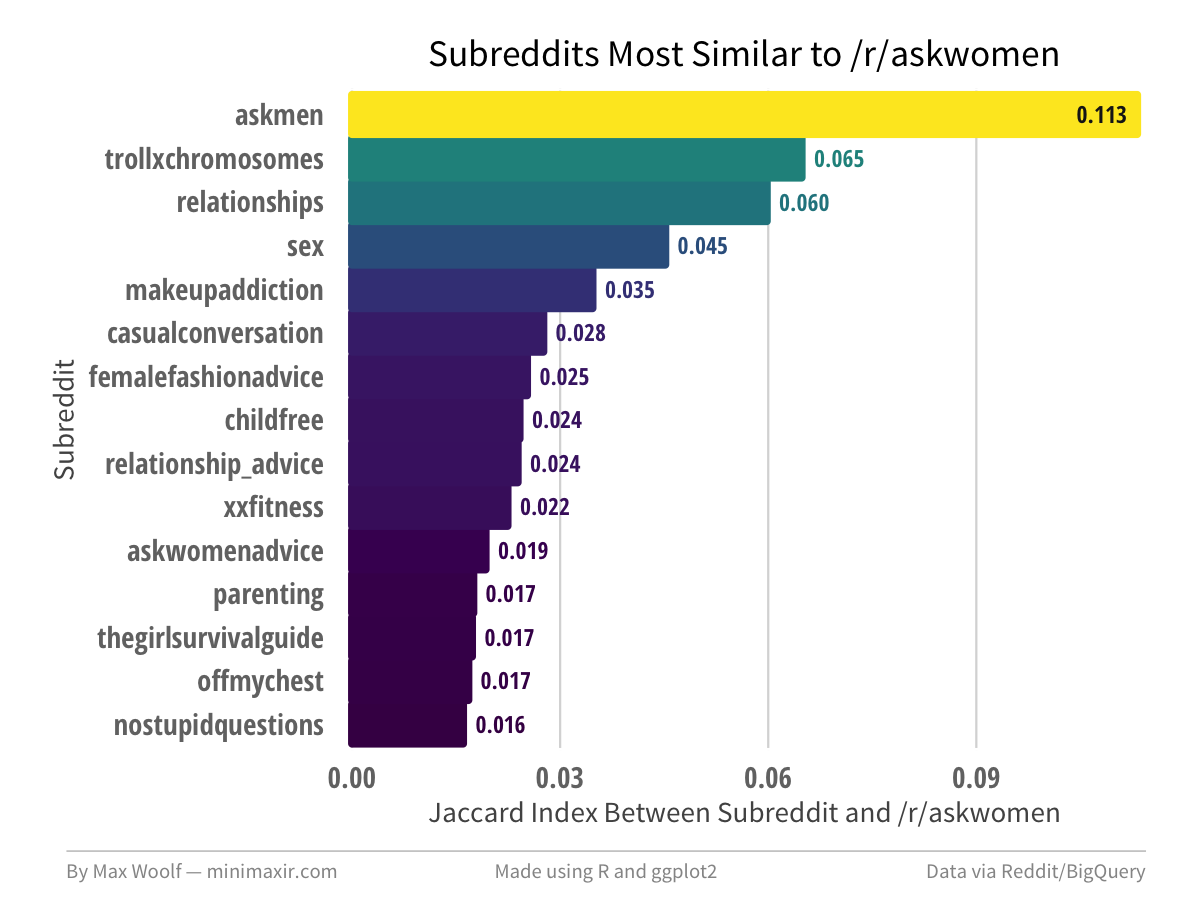 Subreddits Most Similar to /r/askwomen
askmen 0.113
trollxchromosomes 0.065
relationships 0.060
sex 0.045
makeupaddiction 0.035
casualconversation 0.028
femalefashionadvice 0.025
childfree 0.024
relationship_advice 0.024
xxfitness 0.022
askwomenadvice 0.019
parenting 0.017
thegirlsurvivalguide 0.017
offmychest 0.017
nostupidquestions 0.016
Subreddit
0.00 0.03 0.06 0.09
Jaccard Index Between Subreddit and /r/askwomen
By Max Woolf — minimaxir.com Made using R and ggplot2 Data via Reddit/BigQuery